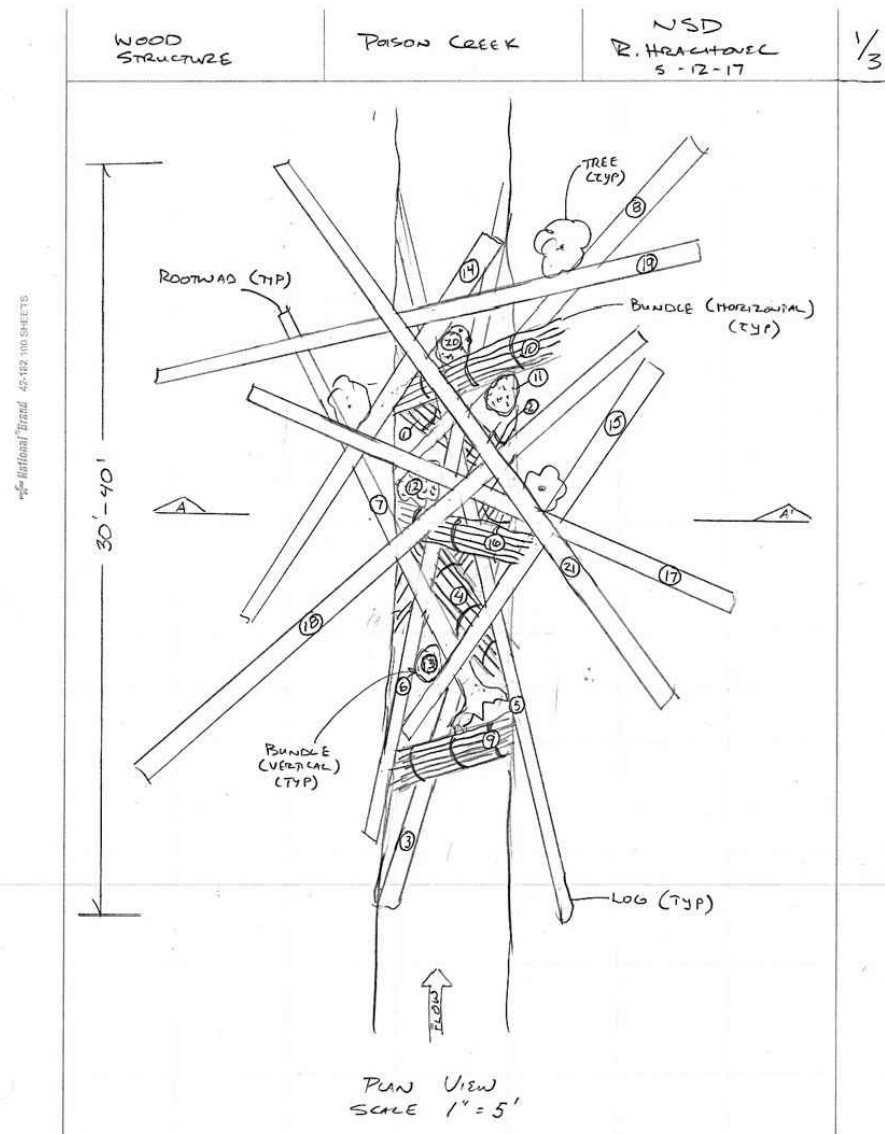 WOOD
STRUCTURE
POISON CREEK
NSD
R. HRACHOVEC
5-12-17
1/3
National Brand 42-182 100 SHEETS
TREE
(TYP)
8
14
19
ROOTWAD (TYP)
BUNDLE (HORIZONTAL)
(TYP)
20
10
11
1
2
15
12
7
A
A'
30'-40'
16
21
17
4
18
13
6
5
BUNDLE
(VERTICAL)
(TYP)
9
3
LOG (TYP)
FLOW
PLAN VIEW
SCALE 1" = 5'